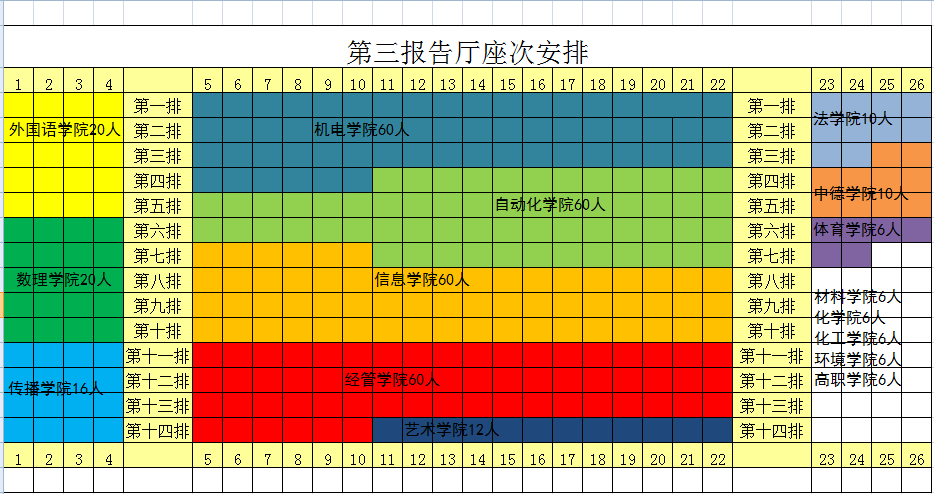 第三报告厅座次安排
1 2 3 4 5 6 7 8 9 10 11 12 13 14 15 16 17 18 19 20 21 22 23 24 25 26
第一排 第一排
法学院10人
外国语学院20人 第二排 机电学院60人 第二排
第三排 第三排
第四排 第四排
中德学院10人
第五排 自动化学院60人 第五排
第六排 第六排 体育学院6人
第七排 第七排
数理学院20人 第八排 信息学院60人 第八排
第九排 第九排 材料学院6人
化学院6人
第十排 第十排 化工学院6人
第十一排 第十一排 环境学院6人
传播学院16人 第十二排 经管学院60人 第十二排 高职学院6人
第十三排 第十三排
第十四排 艺术学院12人 第十四排
1 2 3 4 5 6 7 8 9 10 11 12 13 14 15 16 17 18 19 20 21 22 23 24 25 26